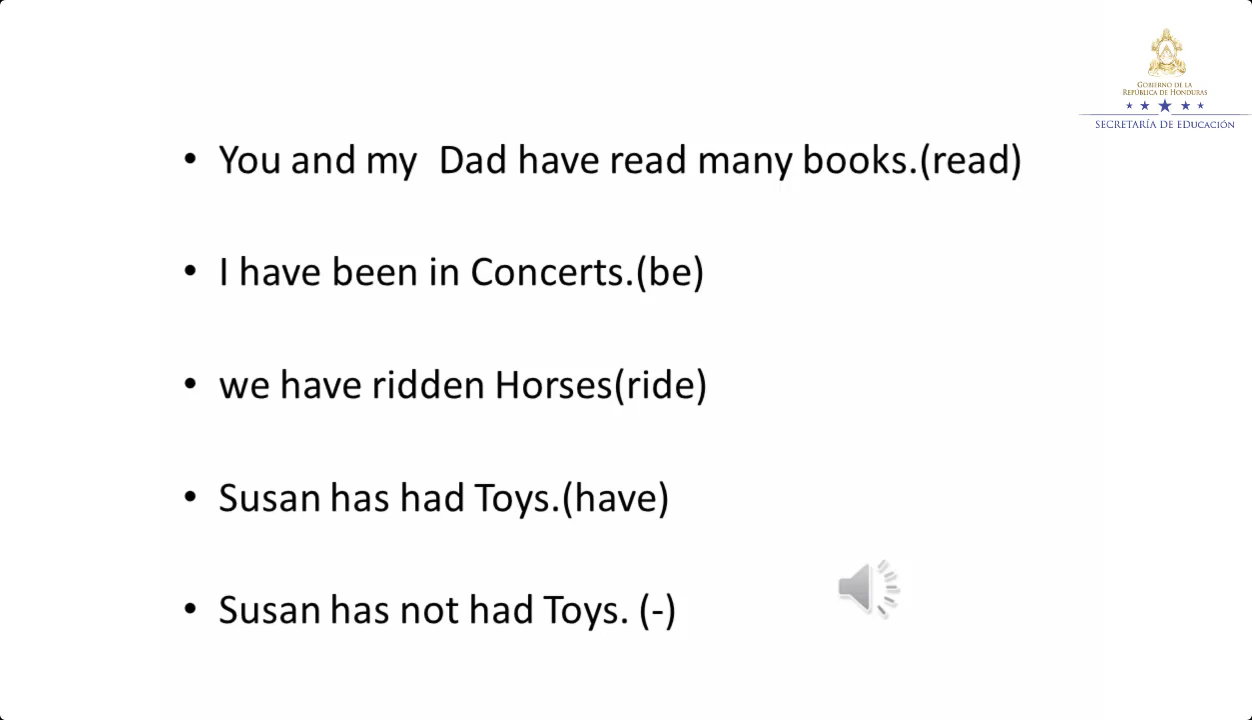 GOBIERNO DE LA
REPÚBLICA DE HONDURAS
SECRETARÍA DE EDUCACIÓN
• You and my  Dad have read many books.(read)
• I have been in Concerts.(be)
• we have ridden Horses(ride)
• Susan has had Toys.(have)
• Susan has not had Toys. (-)